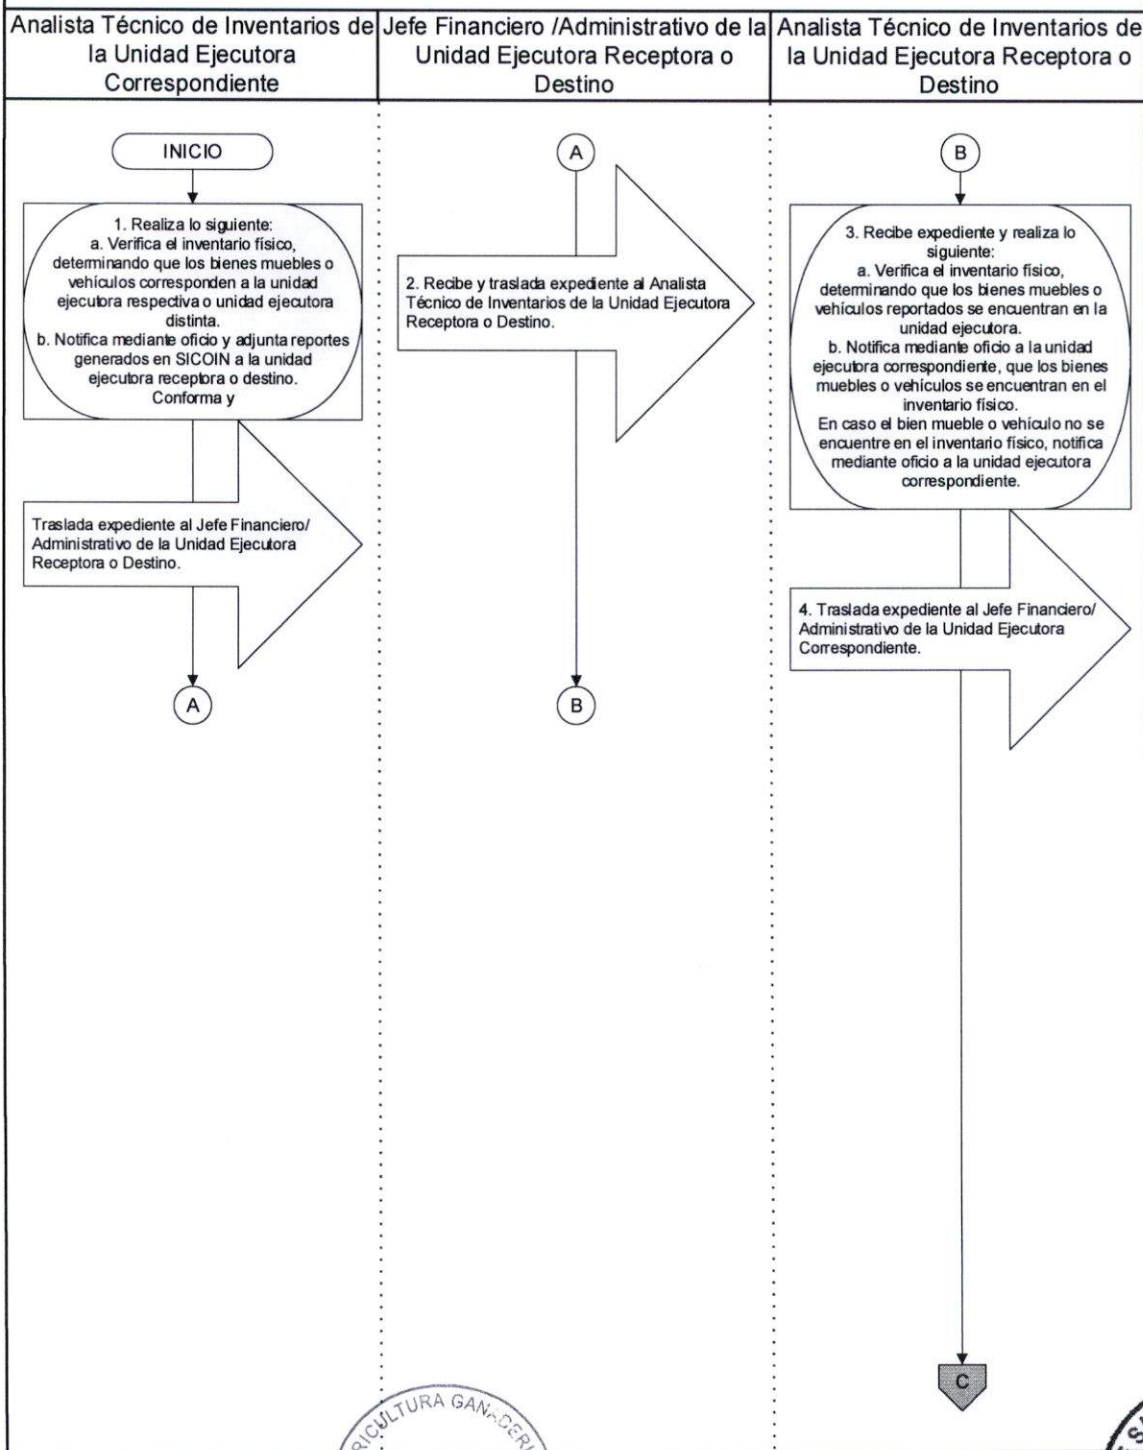 Analista Técnico de Inventarios de
la Unidad Ejecutora
Correspondiente
Jefe Financiero /Administrativo de la
Unidad Ejecutora Receptora o
Destino
Analista Técnico de Inventarios de
la Unidad Ejecutora Receptora o
Destino
INICIO
1. Realiza lo siguiente:
a. Verifica el inventario físico,
determinando que los bienes muebles o
vehículos corresponden a la unidad
ejecutora respectiva o unidad ejecutora
distinta.
b. Notifica mediante oficio y adjunta reportes
generados en SICOIN a la unidad
ejecutora receptora o destino.
Conforma y
Traslada expediente al Jefe Financiero/
Administrativo de la Unidad Ejecutora
Receptora o Destino.
A
A
2. Recibe y traslada expediente al Analista
Técnico de Inventarios de la Unidad Ejecutora
Receptora o Destino.
B
B
3. Recibe expediente y realiza lo
siguiente:
a. Verifica el inventario físico,
determinando que los bienes muebles o
vehículos reportados se encuentran en la
unidad ejecutora.
b. Notifica mediante oficio a la unidad
ejecutora correspondiente, que los bienes
muebles o vehículos se encuentran en el
inventario físico.
En caso el bien mueble o vehículo no se
encuentre en el inventario físico, notifica
mediante oficio a la unidad ejecutora
correspondiente.
4. Traslada expediente al Jefe Financiero/
Administrativo de la Unidad Ejecutora
Correspondiente.
C
RICULTURA GANADERI